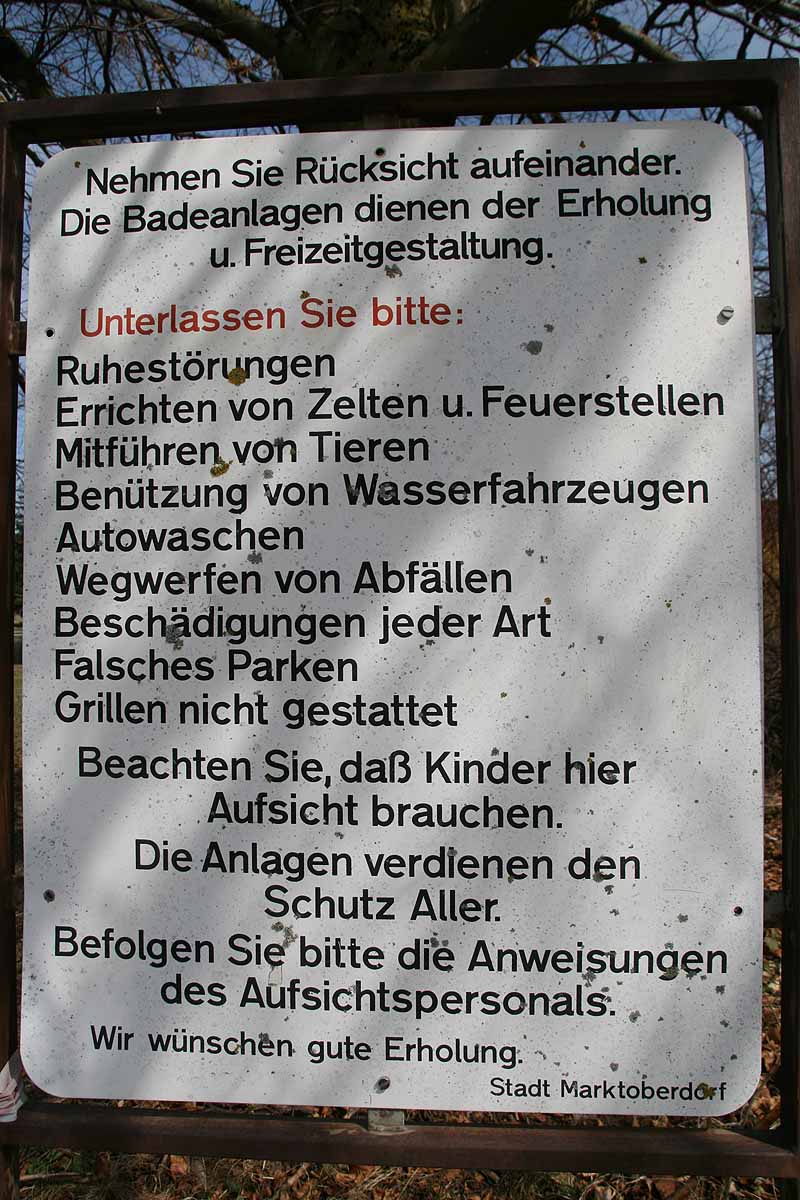 Nehmen Sie Rücksicht aufeinander.
Die Badeanlagen dienen der Erholung
u. Freizeitgestaltung.
Unterlassen Sie bitte:
Ruhestörungen
Errichten von Zelten u. Feuerstellen
Mitführen von Tieren
Benützung von Wasserfahrzeugen
Autowaschen
Wegwerfen von Abfällen
Beschädigungen jeder Art
Falsches Parken
Grillen nicht gestattet
Beachten Sie, daß Kinder hier
Aufsicht brauchen.
Die Anlagen verdienen den
Schutz Aller.
Befolgen Sie bitte die Anweisungen
des Aufsichtspersonals.
Wir wünschen gute Erholung.
Stadt Marktoberdorf